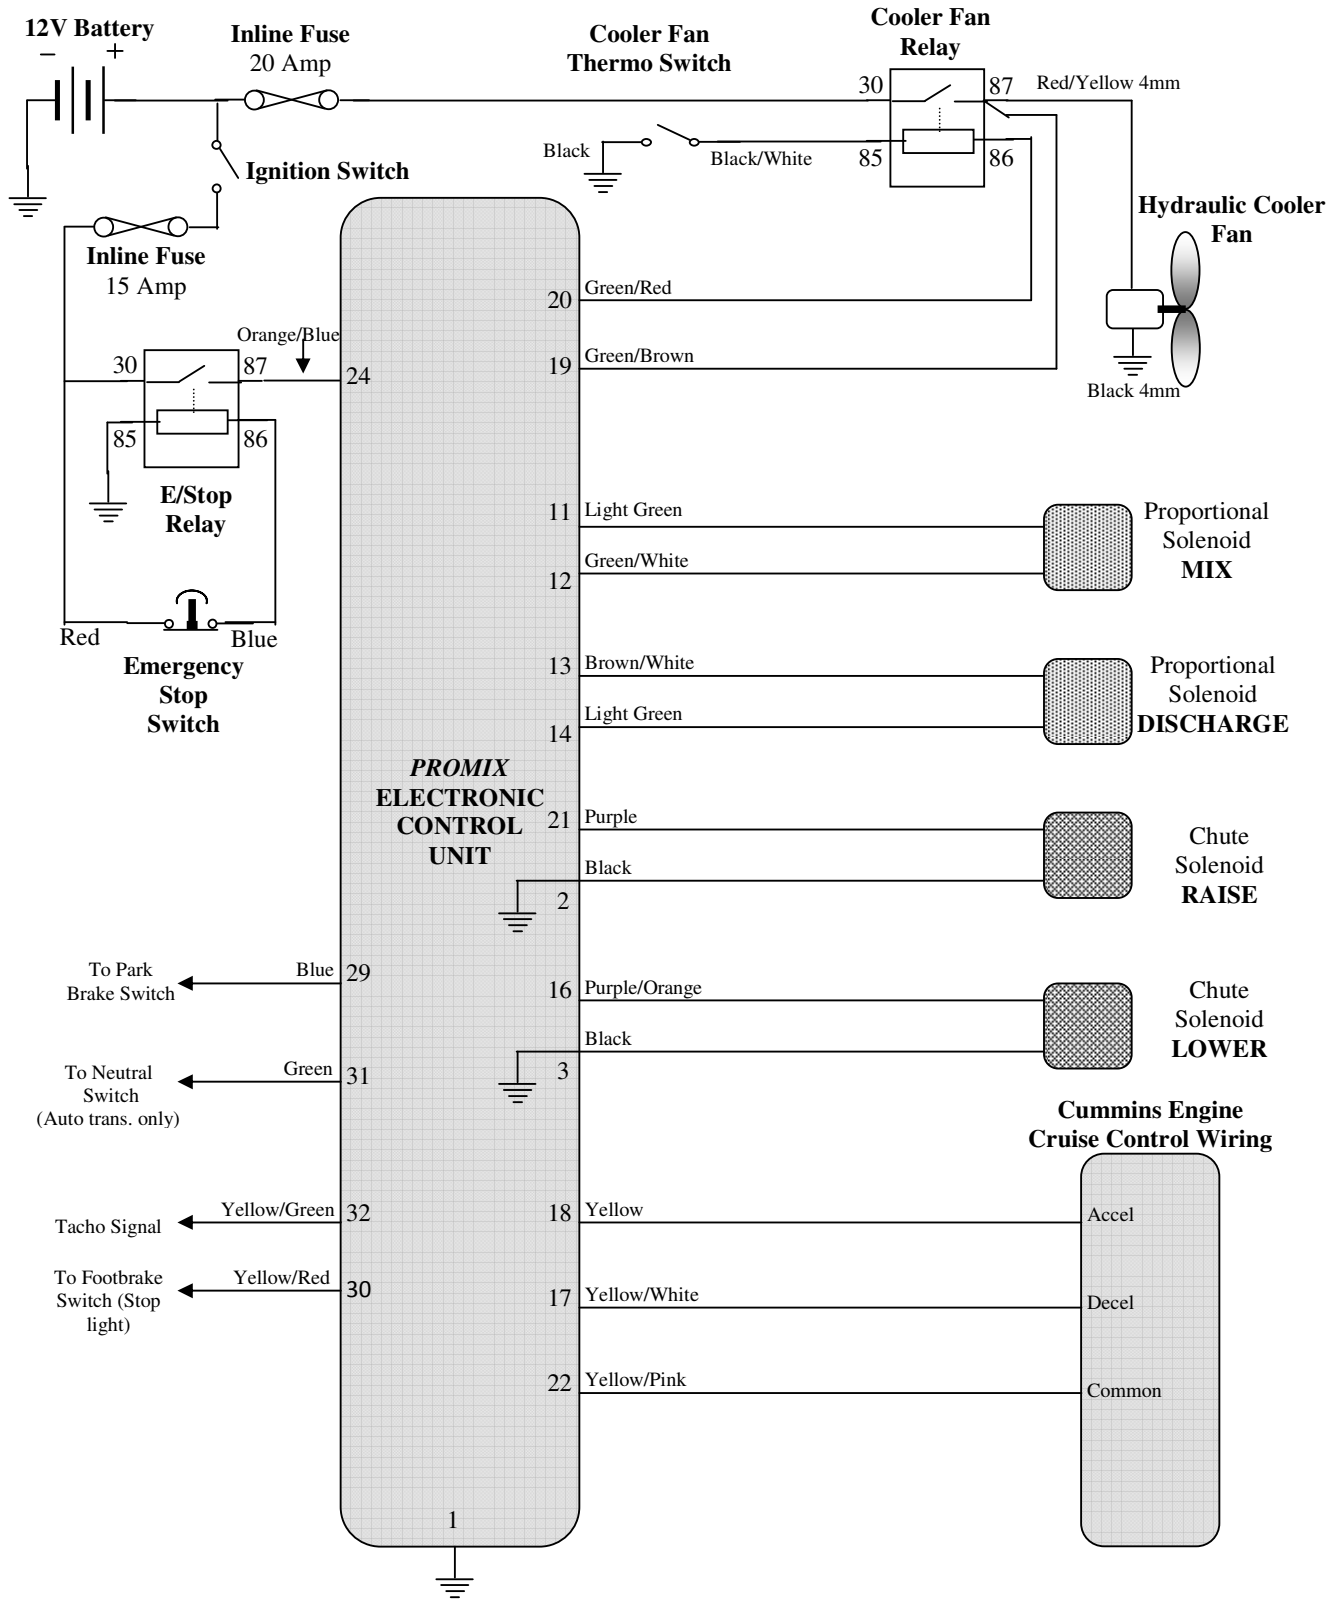 12V Battery
− +
Inline Fuse
20 Amp
Cooler Fan
Thermo Switch
Cooler Fan
Relay
30
87
Red/Yellow 4mm
85
86
Black
Black/White
Ignition Switch
Hydraulic Cooler
Fan
Black 4mm
Inline Fuse
15 Amp
Orange/Blue
30
87
24
85
86
E/Stop
Relay
Red
Blue
Emergency
Stop
Switch
20
Green/Red
19
Green/Brown
11
Light Green
12
Green/White
Proportional
Solenoid
MIX
13
Brown/White
14
Light Green
Proportional
Solenoid
DISCHARGE
PROMIX
ELECTRONIC
CONTROL
UNIT
21
Purple
Black
2
Chute
Solenoid
RAISE
To Park
Brake Switch
Blue
29
16
Purple/Orange
Black
3
Chute
Solenoid
LOWER
To Neutral
Switch
(Auto trans. only)
Green
31
Cummins Engine
Cruise Control Wiring
Tacho Signal
Yellow/Green
32
18
Yellow
Accel
To Footbrake
Switch (Stop
light)
Yellow/Red
30
17
Yellow/White
Decel
22
Yellow/Pink
Common
1